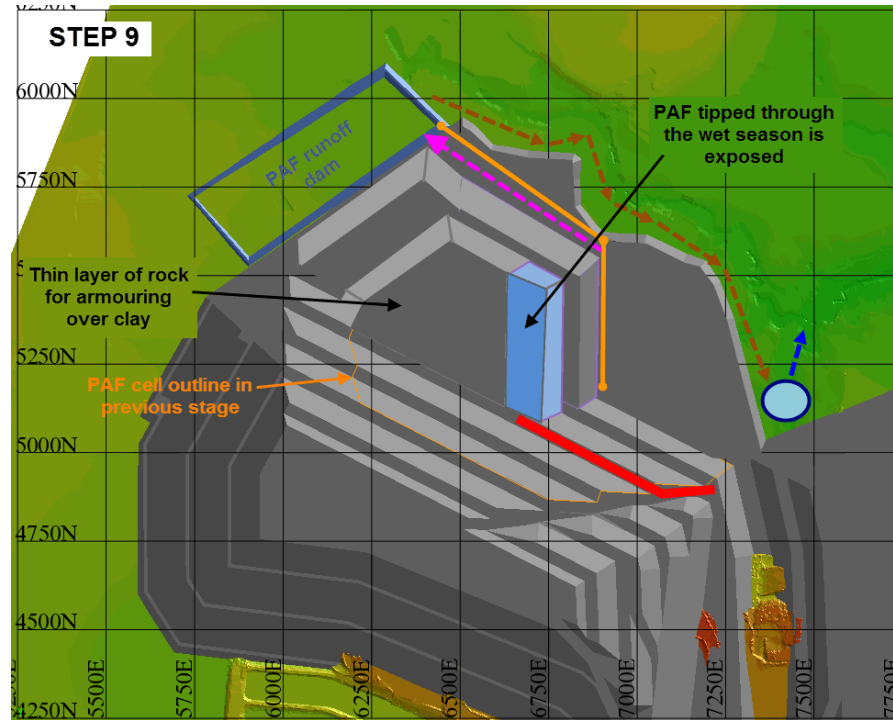 6250N
STEP 9
6000N
PAF tipped through
the wet season is
exposed
PAF runoff
dam
5750N
Thin layer of rock
for armouring
over clay
5250N
PAF cell outline in
previous stage
5000N
4750N
4500N
4250N
5500E
5750E
6000E
6250E
6500E
6750E
7000E
7250E
7500E